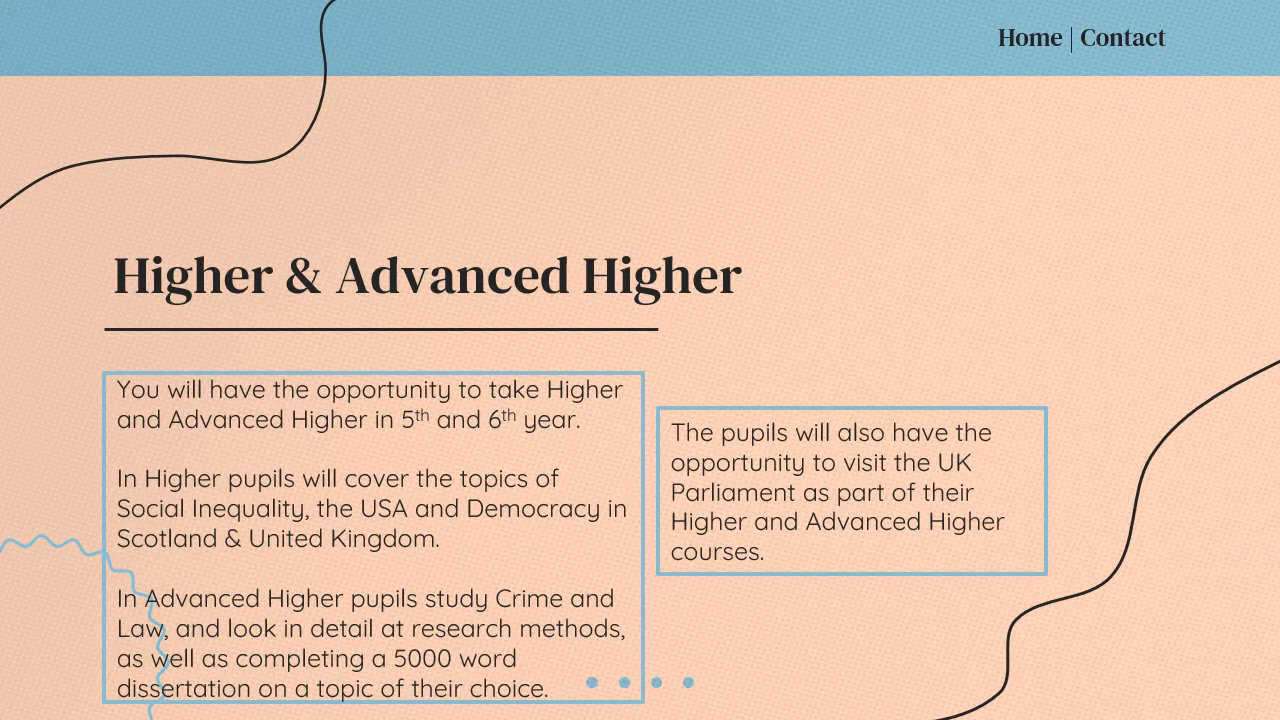 Home | Contact
Higher & Advanced Higher
You will have the opportunity to take Higher
and Advanced Higher in 5th and 6th year.
In Higher pupils will cover the topics of
Social Inequality, the USA and Democracy in
Scotland & United Kingdom.
In Advanced Higher pupils study Crime and
Law, and look in detail at research methods,
as well as completing a 5000 word
dissertation on a topic of their choice.
The pupils will also have the
opportunity to visit the UK
Parliament as part of their
Higher and Advanced Higher
courses.